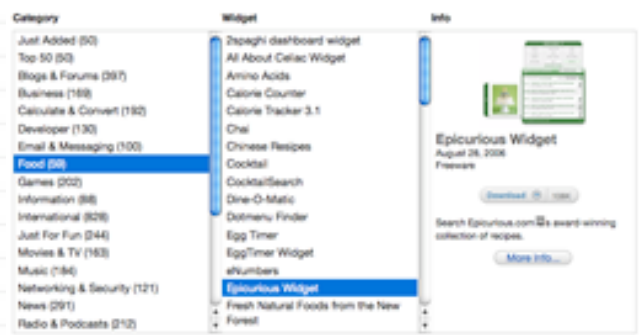 Category
Widget
Info
Just Added (50)
Top 50 (50)
Blogs & Forums (397)
Business (169)
Calculate & Convert (192)
Developer (130)
Email & Messaging (100)
Food (59)
Games (202)
Information (88)
International (828)
Just For Fun (244)
Movies & TV (163)
Music (184)
Networking & Security (121)
News (291)
Radio & Podcasts (212)
2spaghi dashboard widget
All About Celiac Widget
Amino Acids
Calorie Counter
Calorie Tracker 3.1
Chai
Chinese Recipes
Cocktail
CocktailSearch
Dine-O-Matic
Dotmenu Finder
Egg Timer
EggTimer Widget
eNumbers
Epicurious Widget
Fresh Natural Foods from the New
Forest
Epicurious Widget
August 28, 2006
Freeware
Download
Search Epicurious.com's award-winning
collection of recipes.
More info...